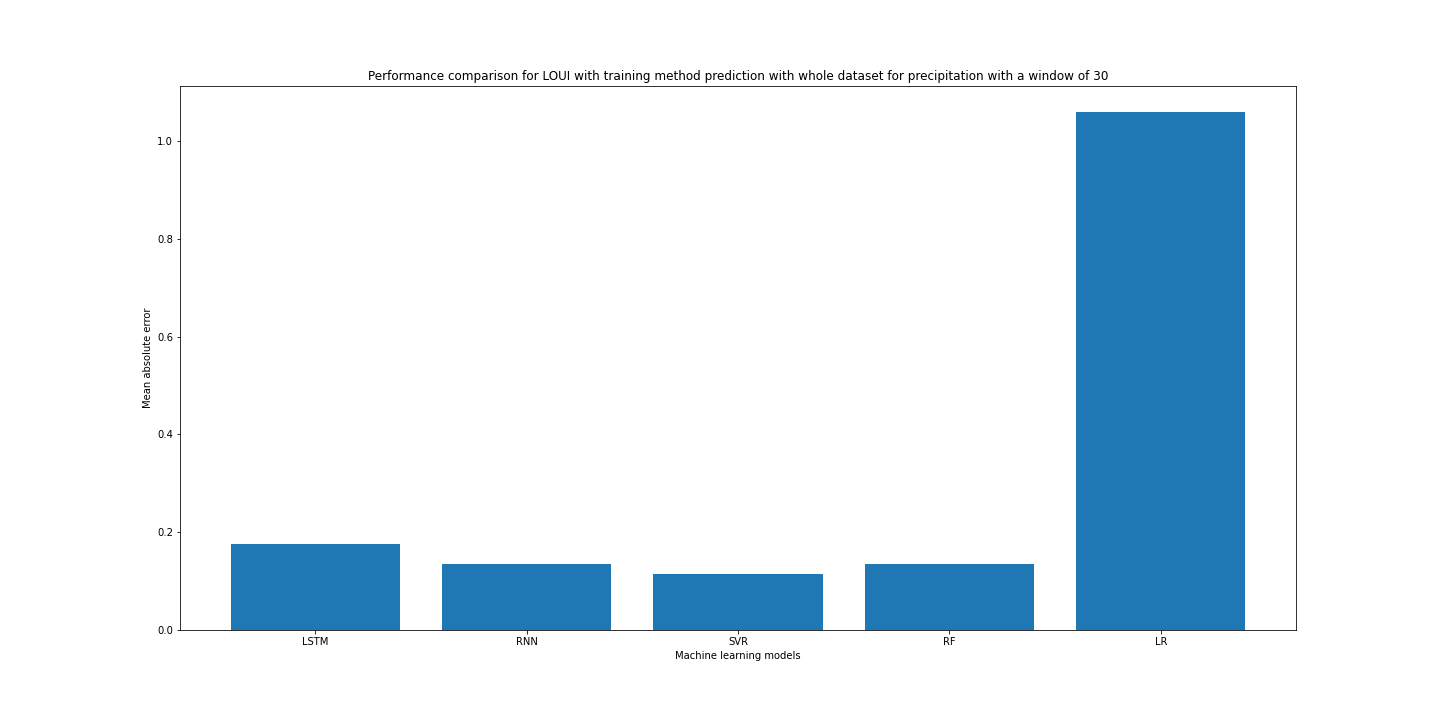 Performance comparison for LOUI with training method prediction with whole dataset for precipitation with a window of 30
1.0
0.8
0.6
0.4
0.2
0.0
Mean absolute error
LSTM RNN SVR RF LR
Machine learning models